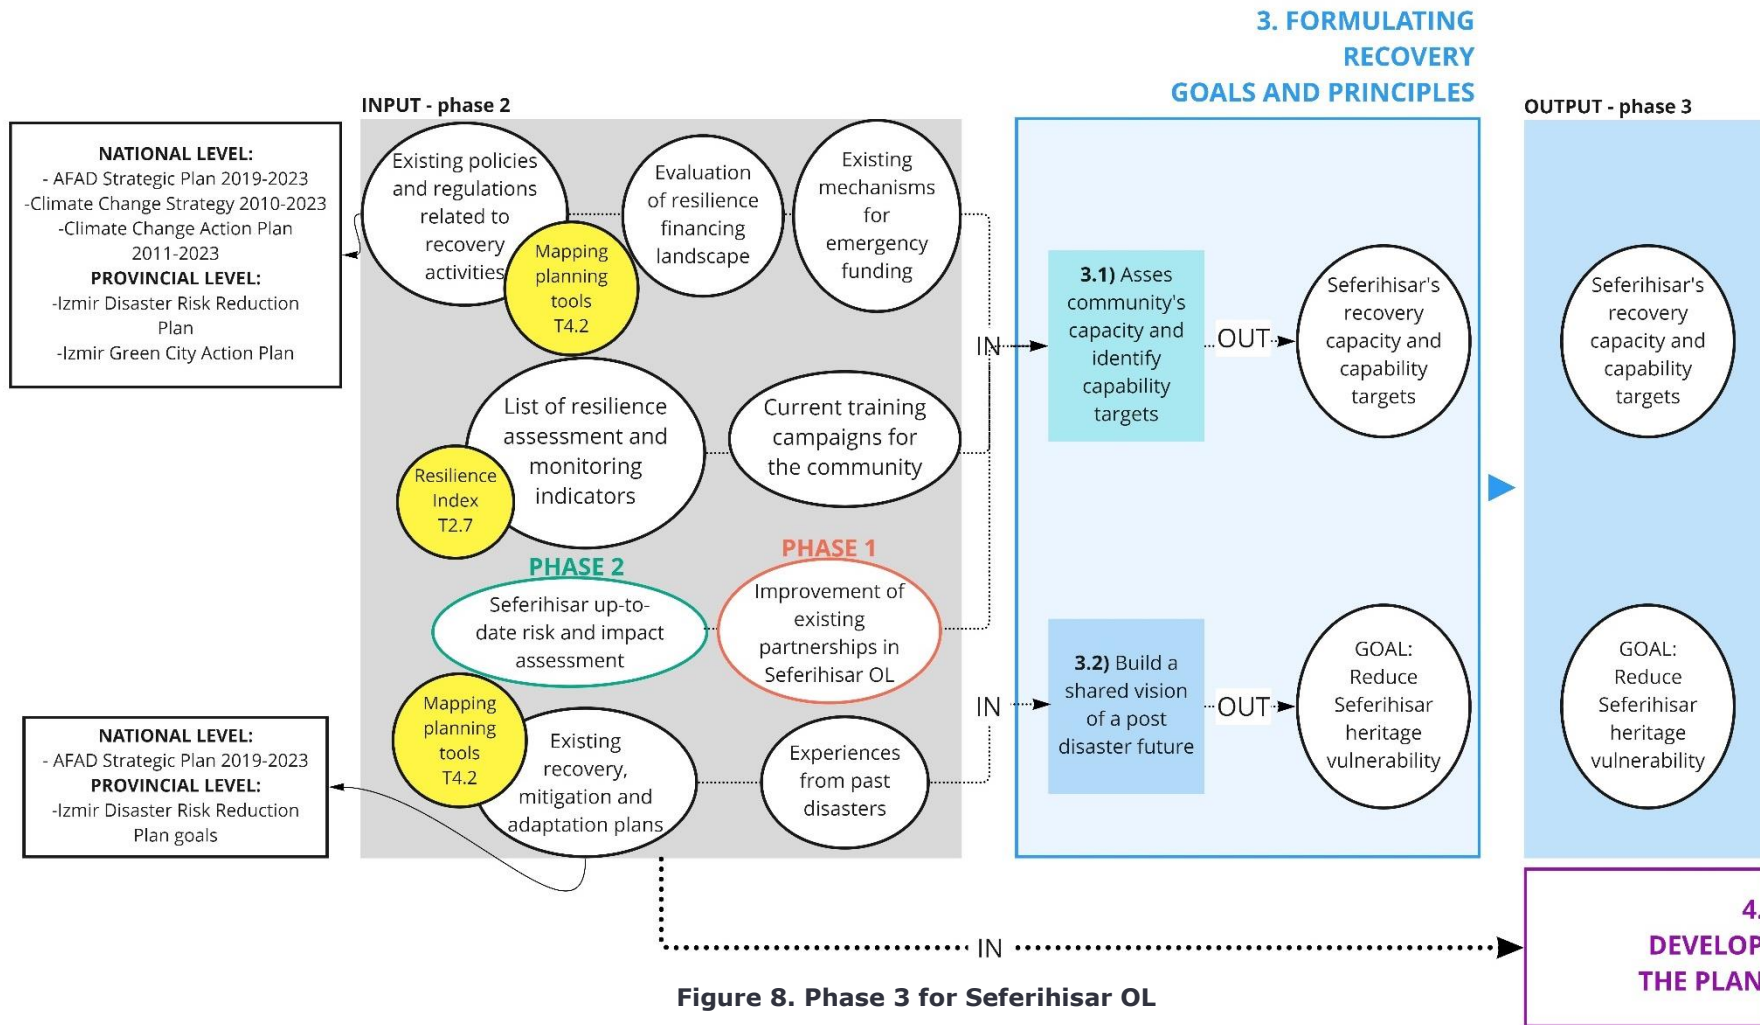 3. FORMULATING
RECOVERY
GOALS AND PRINCIPLES
INPUT - phase 2
OUTPUT - phase 3
NATIONAL LEVEL:
- AFAD Strategic Plan 2019-2023
-Climate Change Strategy 2010-2023
-Climate Change Action Plan
2011-2023
PROVINCIAL LEVEL:
-Izmir Disaster Risk Reduction
Plan
-Izmir Green City Action Plan
Existing policies
and regulations
related to
recovery
activities
Mapping
planning
tools
T4.2
Evaluation
of resilience
financing
landscape
Existing
mechanisms
for
emergency
funding
List of resilience
assessment and
monitoring
indicators
Resilience
Index
T2.7
Current training
campaigns for
the community
PHASE 2
Seferihisar up-to-
date risk and impact
assessment
PHASE 1
Improvement of
existing
partnerships in
Seferihisar OL
Mapping
planning
tools
T4.2
Existing
recovery,
mitigation and
adaptation plans
Experiences
from past
disasters
NATIONAL LEVEL:
- AFAD Strategic Plan 2019-2023
PROVINCIAL LEVEL:
-Izmir Disaster Risk Reduction
Plan goals
IN
3.1) Asses
community's
capacity and
identify
capability
targets
OUT
Seferihisar's
recovery
capacity and
capability
targets
IN
3.2) Build a
shared vision
of a post
disaster future
OUT
GOAL:
Reduce
Seferihisar
heritage
vulnerability
Seferihisar's
recovery
capacity and
capability
targets
GOAL:
Reduce
Seferihisar
heritage
vulnerability
IN
4.
DEVELOP
THE PLAN
Figure 8. Phase 3 for Seferihisar OL